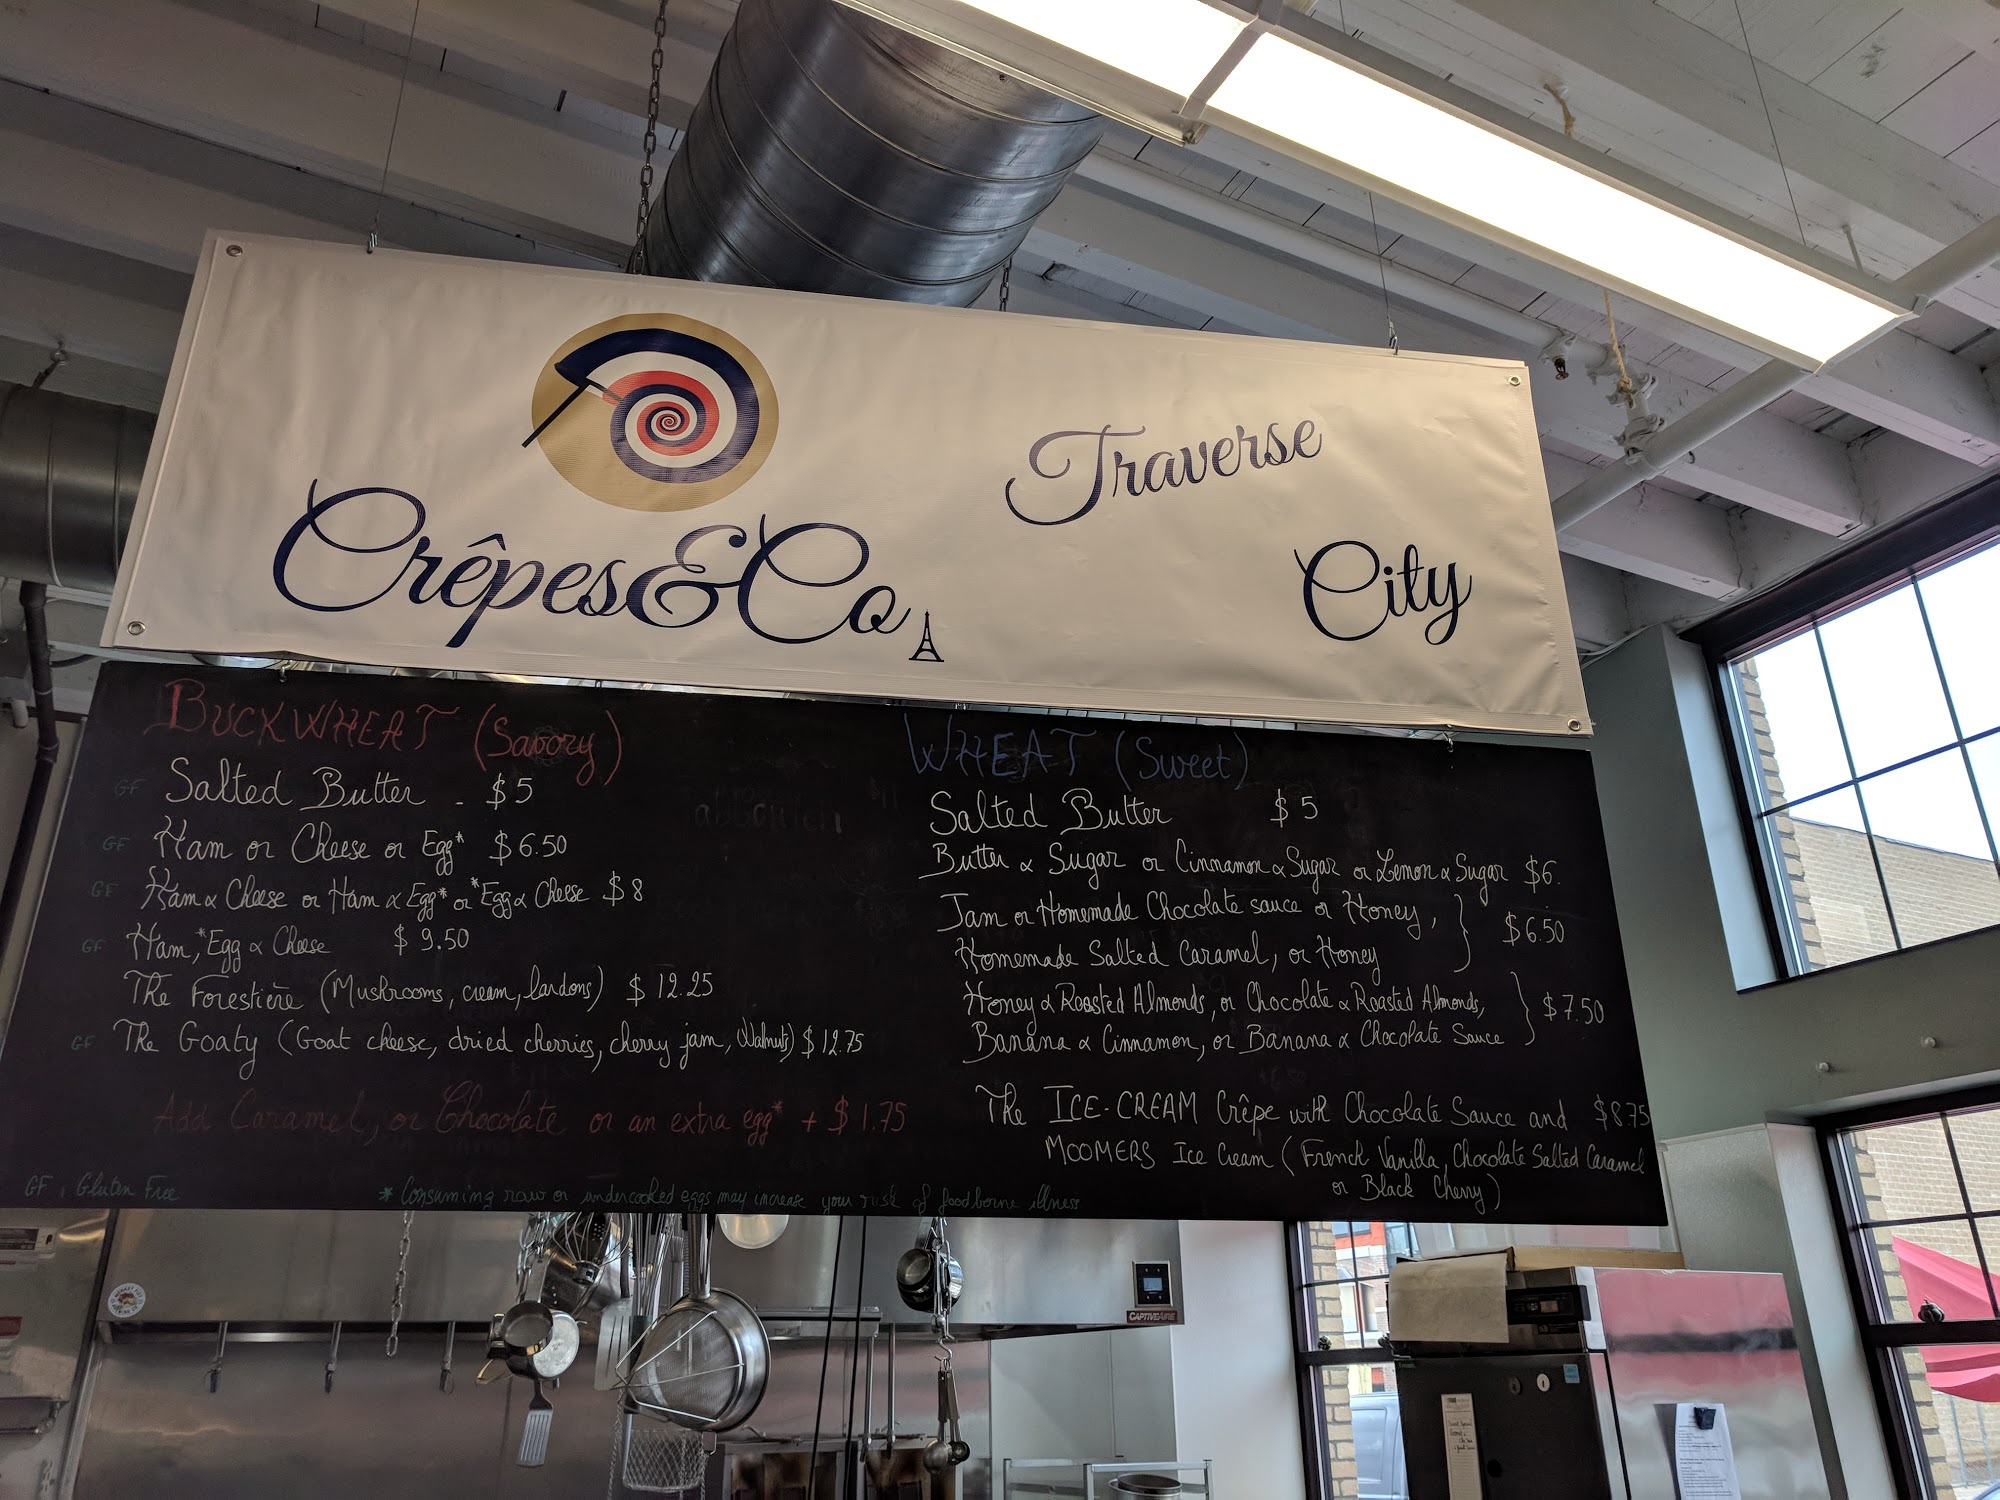 Crêpes&Co
Traverse
City
BUCKWHEAT (Savory)
GF Salted Butter - $5
GF Ham or Cheese or Egg* $6.50
GF Ham & Cheese or Ham & Egg* or *Egg & Cheese $8
GF Ham, *Egg & Cheese $9.50
The Forestière (Mushrooms, cream, lardons) $12.25
GF The Goaty (Goat cheese, dried cherries, cherry jam, Walnuts) $12.75
Add Caramel, or Chocolate or an extra egg* + $1.75
GF: Gluten Free
* Consuming raw or undercooked eggs may increase your risk of foodborne illness
WHEAT (Sweet)
Salted Butter $5
Butter & Sugar or Cinnamon & Sugar or Lemon & Sugar $6.
Jam or Homemade Chocolate sauce or Honey,
Homemade Salted Caramel, or Honey
$6.50
Honey & Roasted Almonds, or Chocolate & Roasted Almonds,
Banana & Cinnamon, or Banana & Chocolate Sauce
$7.50
The ICE-CREAM Crêpe with Chocolate Sauce and $8.75
MOOMERS Ice Cream (French Vanilla, Chocolate Salted Caramel
or Black Cherry)
CAPTIVEAIRE